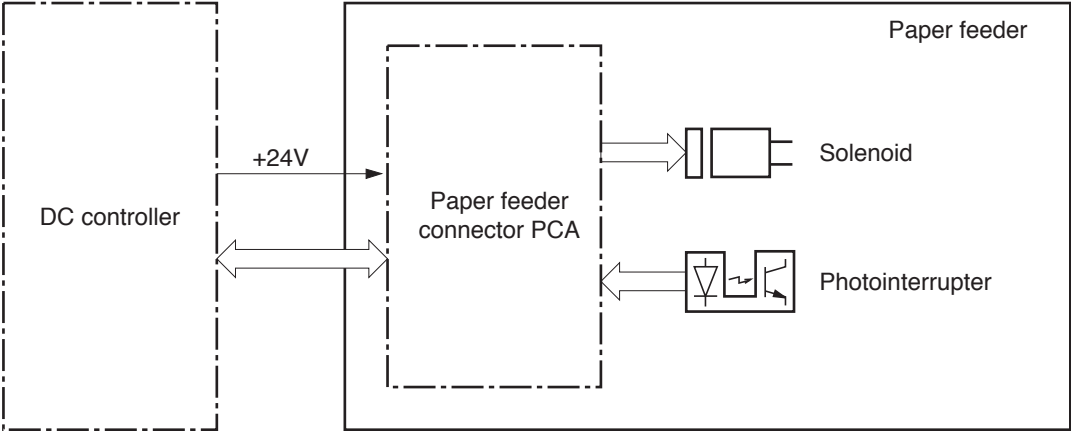 Paper feeder
+24V
Solenoid
DC controller
Paper feeder
connector PCA
Photointerrupter